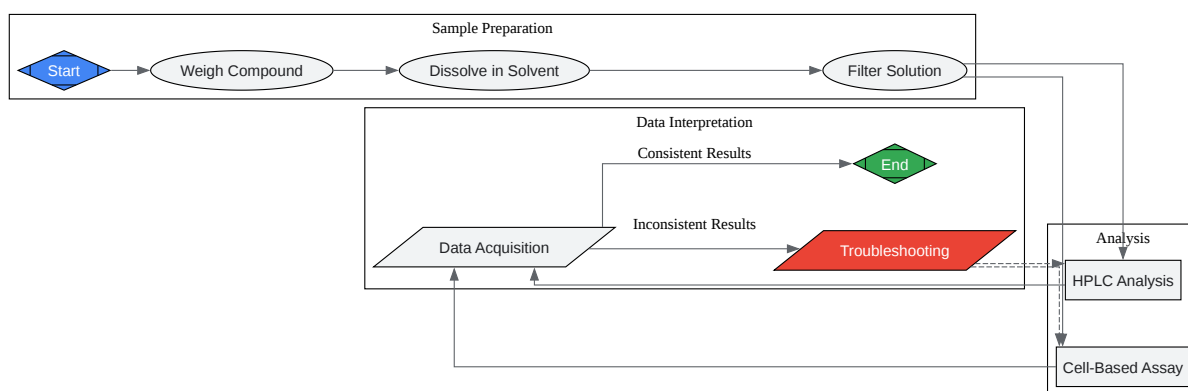 Sample Preparation
Start
Weigh Compound
Dissolve in Solvent
Filter Solution
Data Interpretation
Consistent Results
End
Inconsistent Results
Data Acquisition
Troubleshooting
Analysis
HPLC Analysis
Cell-Based Assay